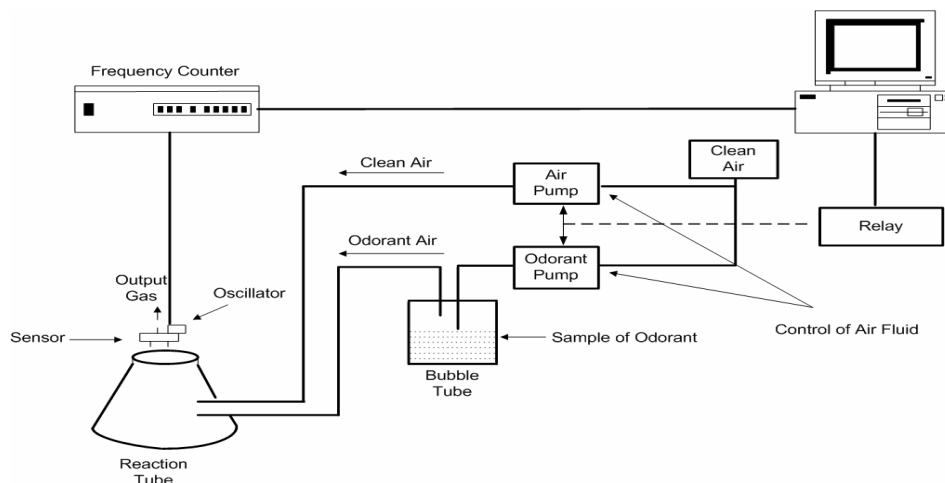 Frequency Counter
Clean Air
Clean
Air
Air
Pump
Odorant Air
Odorant
Pump
Relay
Output
Gas
Oscillator
Sensor
Sample of Odorant
Control of Air Fluid
Bubble
Tube
Reaction
Tube